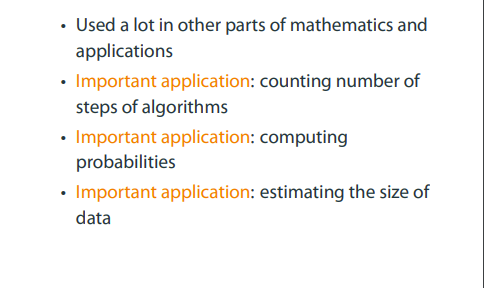 • Used a lot in other parts of mathematics and
applications
• Important application: counting number of
steps of algorithms
• Important application: computing
probabilities
• Important application: estimating the size of
data